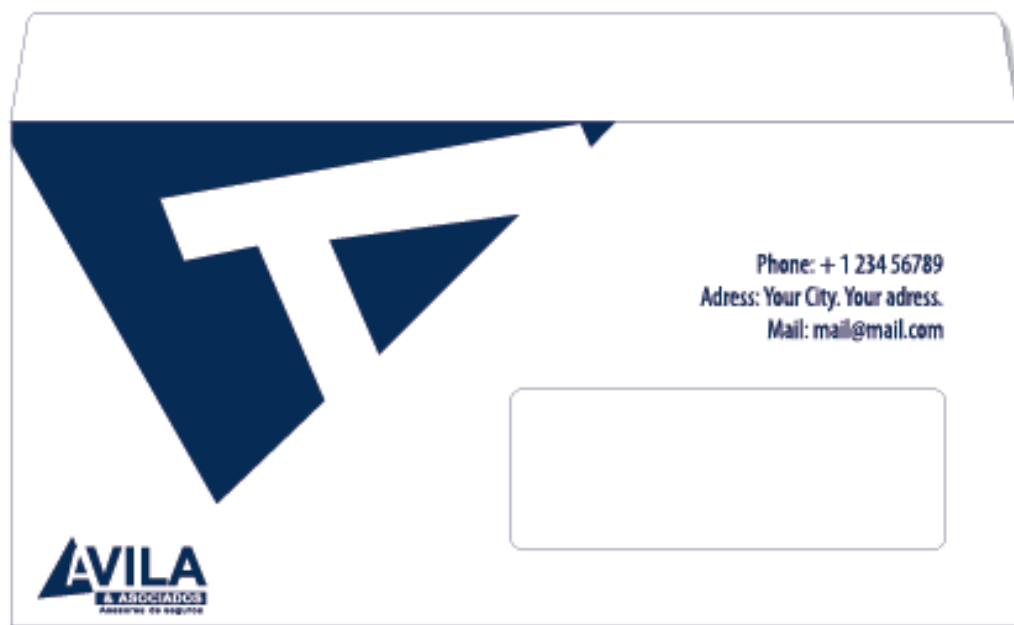 Phone: + 1 234 56789
Adress: Your City. Your adress.
Mail: mail@mail.com
AVILA
& ASOCIADOS
Asesores de seguros